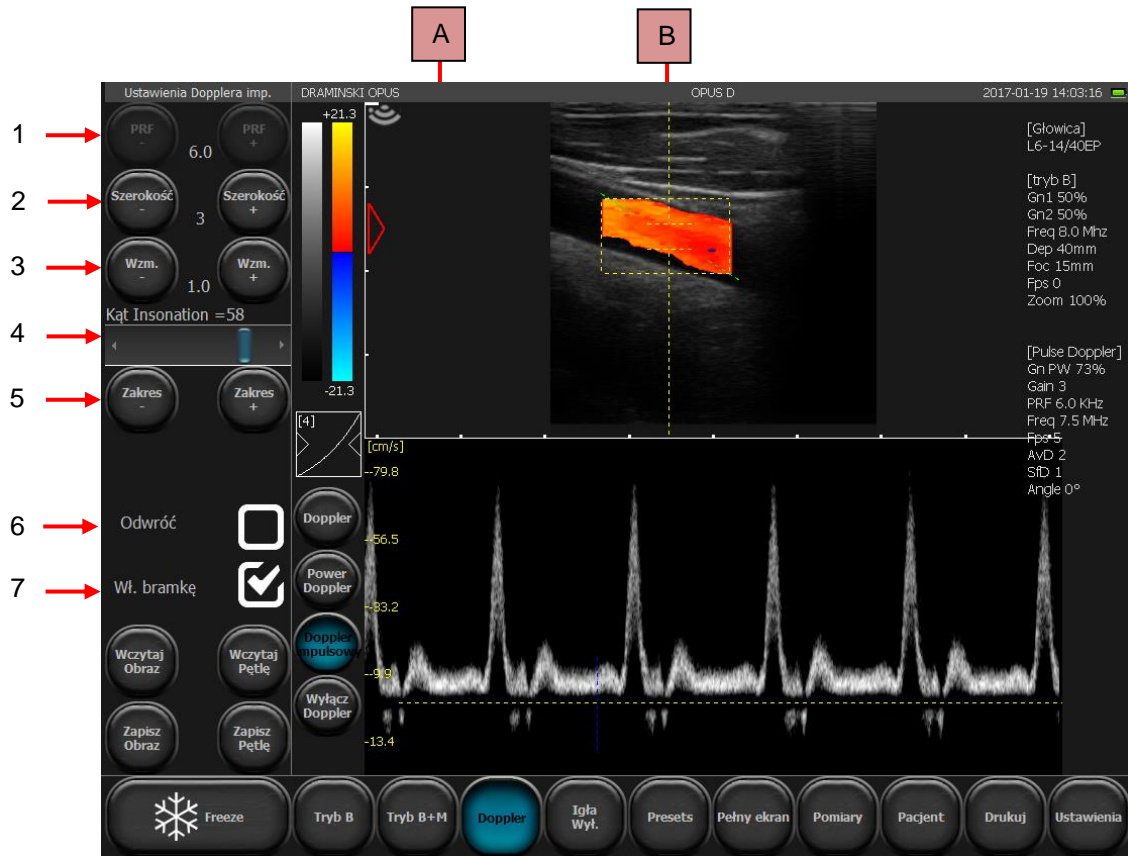 A
B
Ustawienia Dopplera imp.
DRAMINSKI OPUS
OPUS D
2017-01-19 14:03:16
1
PRF -
6.0
PRF +
2
Szerokość -
3
Szerokość +
3
Wzm. -
1.0
Wzm. +
4
Kąt Insonation =58
5
Zakres -
Zakres +
6
Odwróć
7
Wł. bramkę
Wczytaj
Obraz
Wczytaj
Pętlę
Zapisz
Obraz
Zapisz
Pętlę
+21.3
-21.3
[4]
Doppler
Power
Doppler
Doppler
impulsowy
Wyłącz
Doppler
[cm/s]
--79.8
--56.5
--33.2
--9.9
--13.4
[Głowica]
L6-14/40EP
[tryb B]
Gn1 50%
Gn2 50%
Freq 8.0 Mhz
Dep 40mm
Foc 15mm
Fps 0
Zoom 100%
[Pulse Doppler]
Gn PW 73%
Gain 3
PRF 6.0 KHz
Freq 7.5 MHz
Fps 5
AvD 2
SfD 1
Angle 0°
Freeze
Tryb B
Tryb B+M
Doppler
Igła
Wył.
Presets
Pełny ekran
Pomiary
Pacjent
Drukuj
Ustawienia